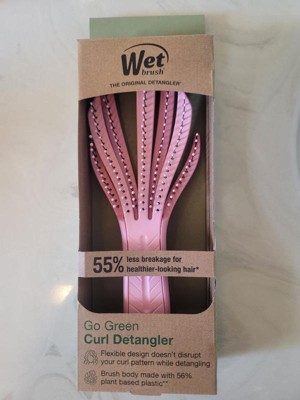 Wet
brush®
THE ORIGINAL DETANGLER®
55% less breakage for
healthier-looking hair*
Go Green
Curl Detangler
Flexible design doesn't disrupt
your curl pattern while detangling
Brush body made with 56%
plant based plastic**